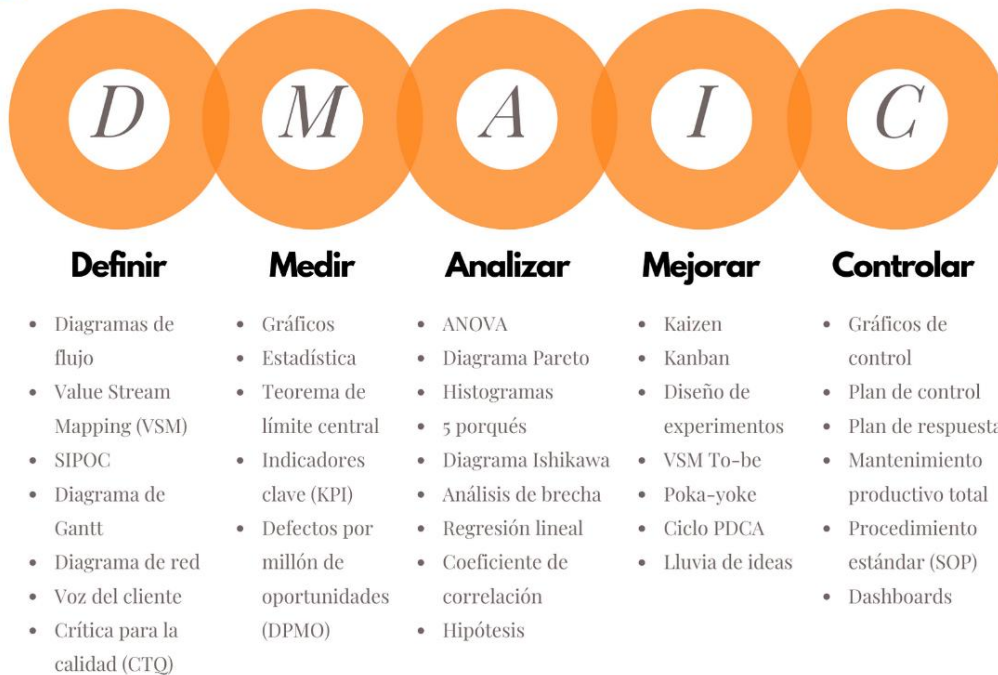 D M A I C
Definir
• Diagramas de
flujo
• Value Stream
Mapping (VSM)
• SIPOC
• Diagrama de
Gantt
• Diagrama de red
• Voz del cliente
• Crítica para la
calidad (CTQ)
Medir
• Gráficos
• Estadística
• Teorema de
límite central
• Indicadores
clave (KPI)
• Defectos por
millón de
oportunidades
(DPMO)
Analizar
• ANOVA
• Diagrama Pareto
• Histogramas
• 5 porqués
• Diagrama Ishikawa
• Análisis de brecha
• Regresión lineal
• Coeficiente de
correlación
• Hipótesis
Mejorar
• Kaizen
• Kanban
• Diseño de
experimentos
• VSM To-be
• Poka-yoke
• Ciclo PDCA
• Lluvia de ideas
Controlar
• Gráficos de
control
• Plan de control
• Plan de respuesta
• Mantenimiento
productivo total
• Procedimiento
estándar (SOP)
• Dashboards